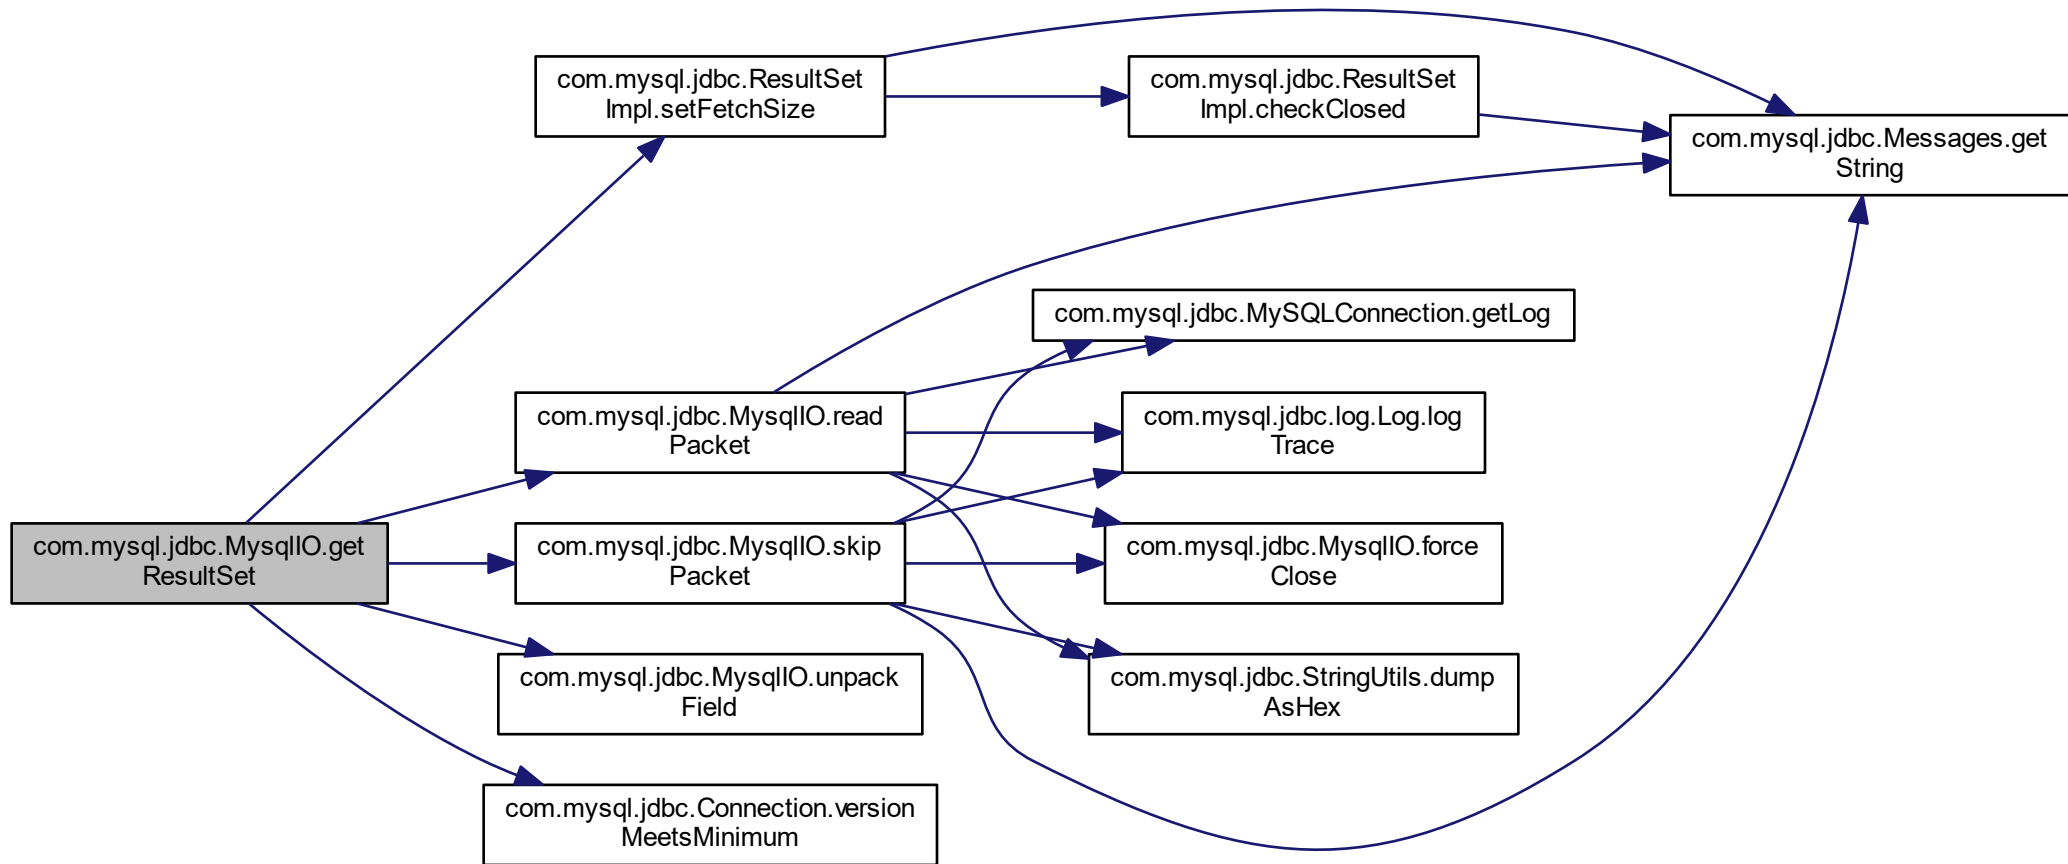 com.mysql.jdbc.ResultSet
Impl.setFetchSize
com.mysql.jdbc.ResultSet
Impl.checkClosed
com.mysql.jdbc.Messages.get
String
com.mysql.jdbc.MySQLConnection.getLog
com.mysql.jdbc.MysqlIO.read
Packet
com.mysql.jdbc.log.Log.log
Trace
com.mysql.jdbc.MysqlIO.get
ResultSet
com.mysql.jdbc.MysqlIO.skip
Packet
com.mysql.jdbc.MysqlIO.force
Close
com.mysql.jdbc.MysqlIO.unpack
Field
com.mysql.jdbc.StringUtils.dump
AsHex
com.mysql.jdbc.Connection.version
MeetsMinimum